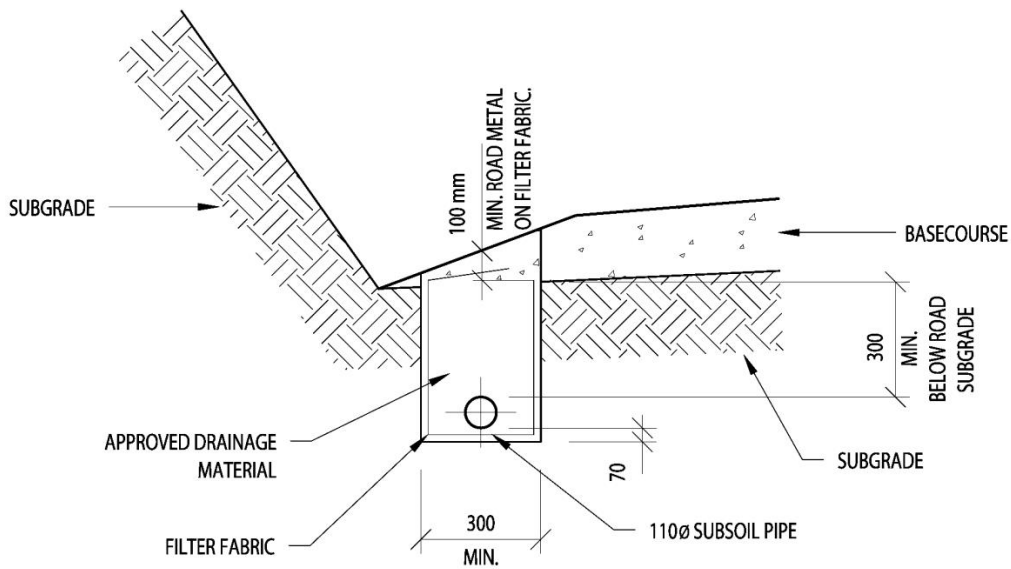 100 mm
MIN. ROAD METAL
ON FILTER FABRIC.
SUBGRADE
BASECOURSE
300
MIN.
BELOW ROAD
SUBGRADE
APPROVED DRAINAGE
MATERIAL
70
SUBGRADE
300
MIN.
110Ø SUBSOIL PIPE
FILTER FABRIC